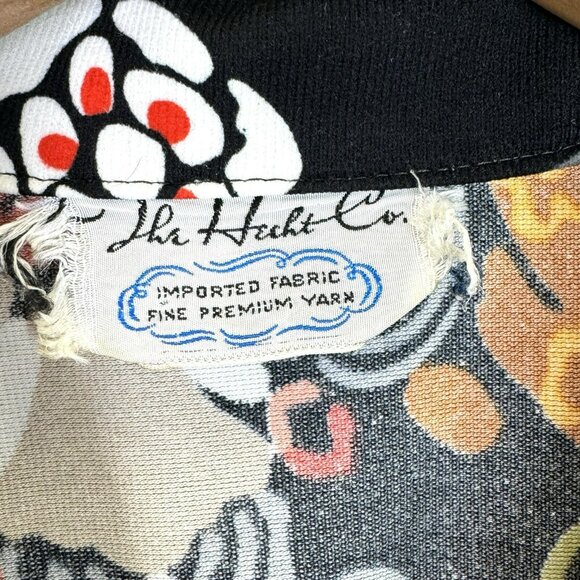 The Hecht Co.
IMPORTED FABRIC
FINE PREMIUM YARN